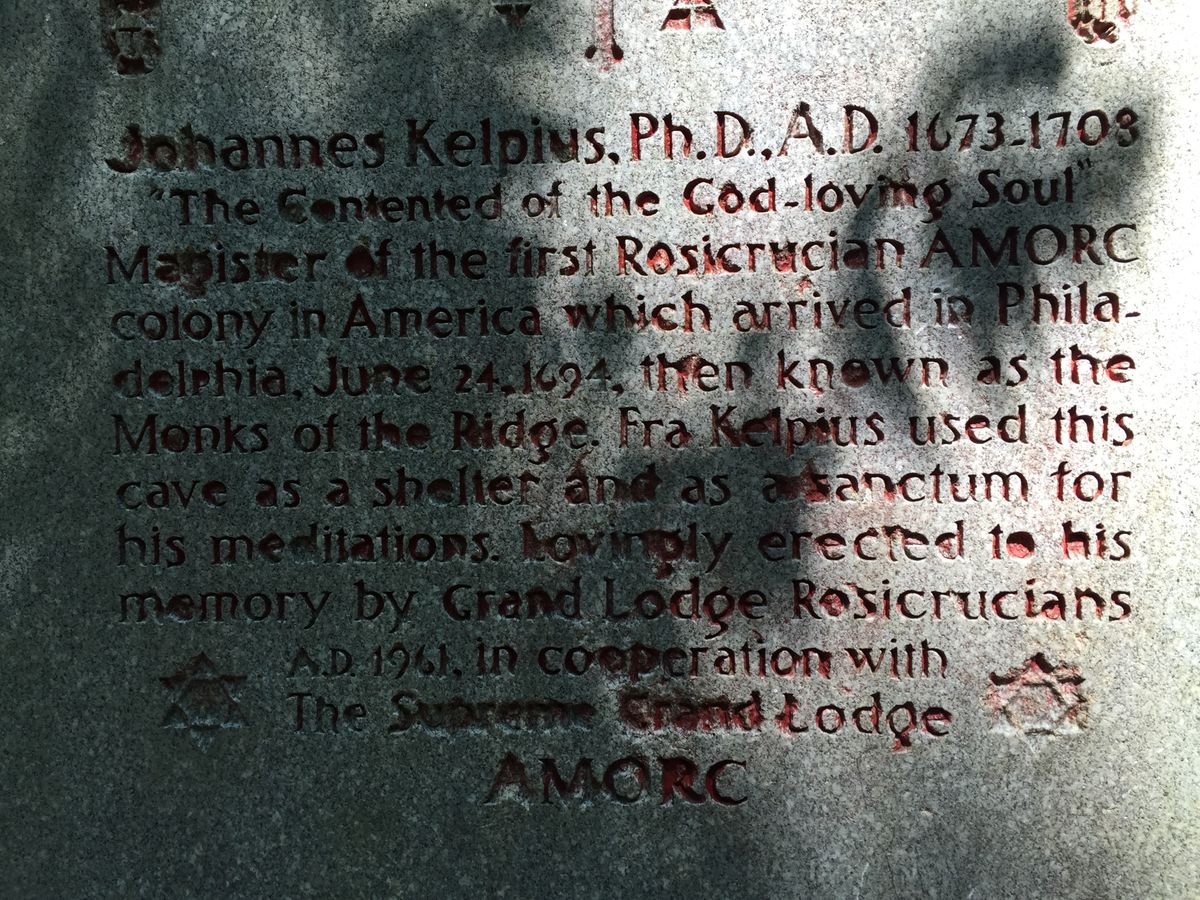 Johannes Kelpius, Ph.D., A.D. 1673-1708
"The Contented of the God-loving Soul"
Magister of the first Rosicrucian AMORC
colony in America which arrived in Phila-
delphia, June 24, 1694, then known as the
Monks of the Ridge. Fra Kelpius used this
cave as a shelter and as a sanctum for
his meditations. Lovingly erected to his
memory by Grand Lodge Rosicrucians
A.D. 1961, in cooperation with
The Supreme Grand Lodge
AMORC